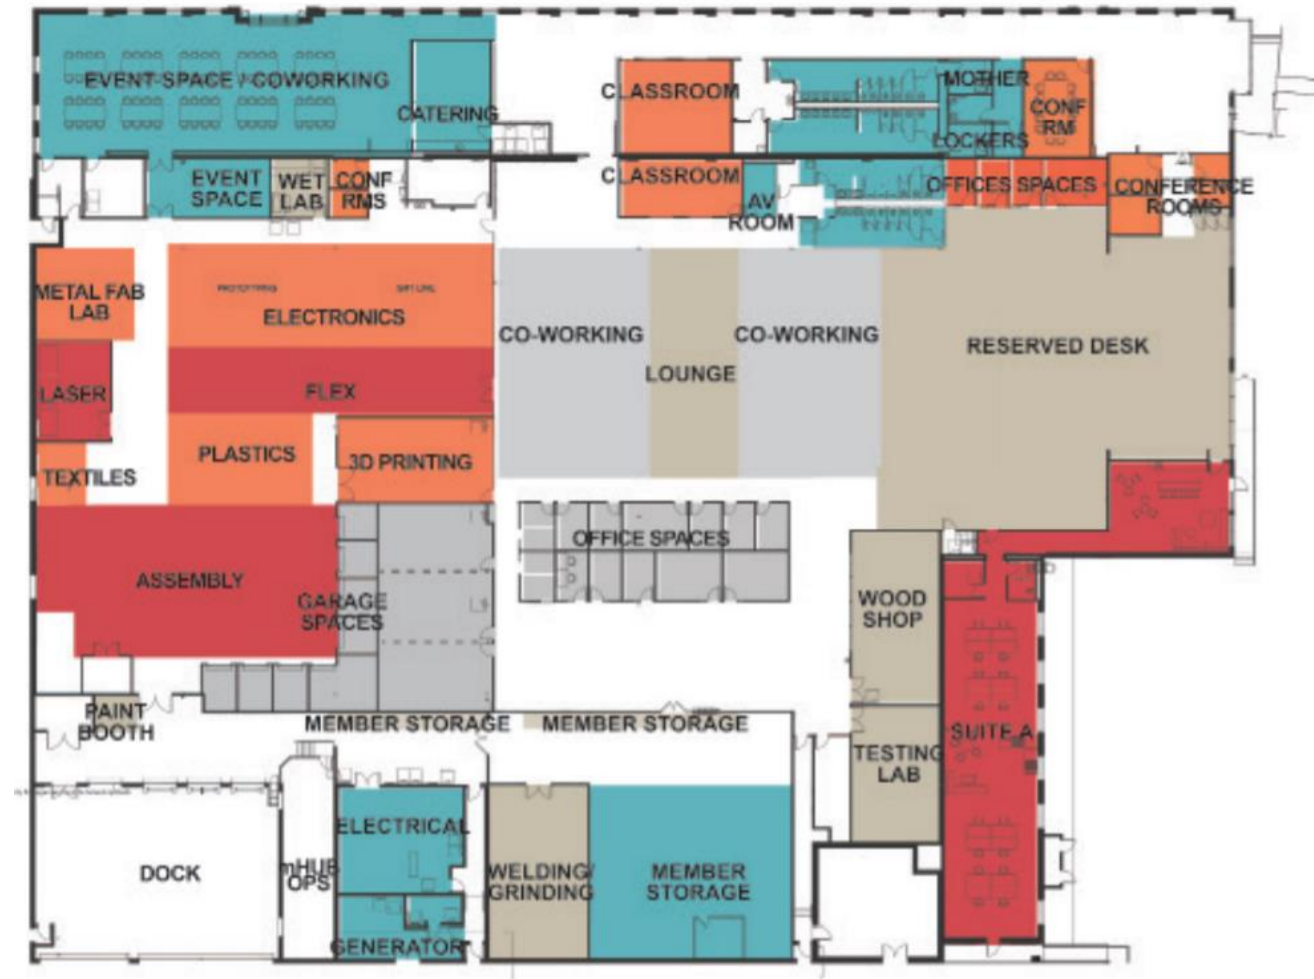 EVENT SPACE / COWORKING
CATERING
CLASSROOM
MOTHER
LOCKERS
CONF
RM
EVENT
SPACE
WET
LAB
CONF
RMS
CLASSROOM
AV
ROOM
OFFICES SPACES
CONFERENCE
ROOMS
METAL FAB
LAB
PROTOTYPING
SMT LINE
ELECTRONICS
CO-WORKING
LOUNGE
CO-WORKING
RESERVED DESK
LASER
FLEX
TEXTILES
PLASTICS
3D PRINTING
ASSEMBLY
GARAGE
SPACES
OFFICE SPACES
WOOD
SHOP
PAINT
BOOTH
MEMBER STORAGE
MEMBER STORAGE
TESTING
LAB
SUITE A
DOCK
mHUB
OPS
ELECTRICAL
GENERATOR
WELDING/
GRINDING
MEMBER
STORAGE